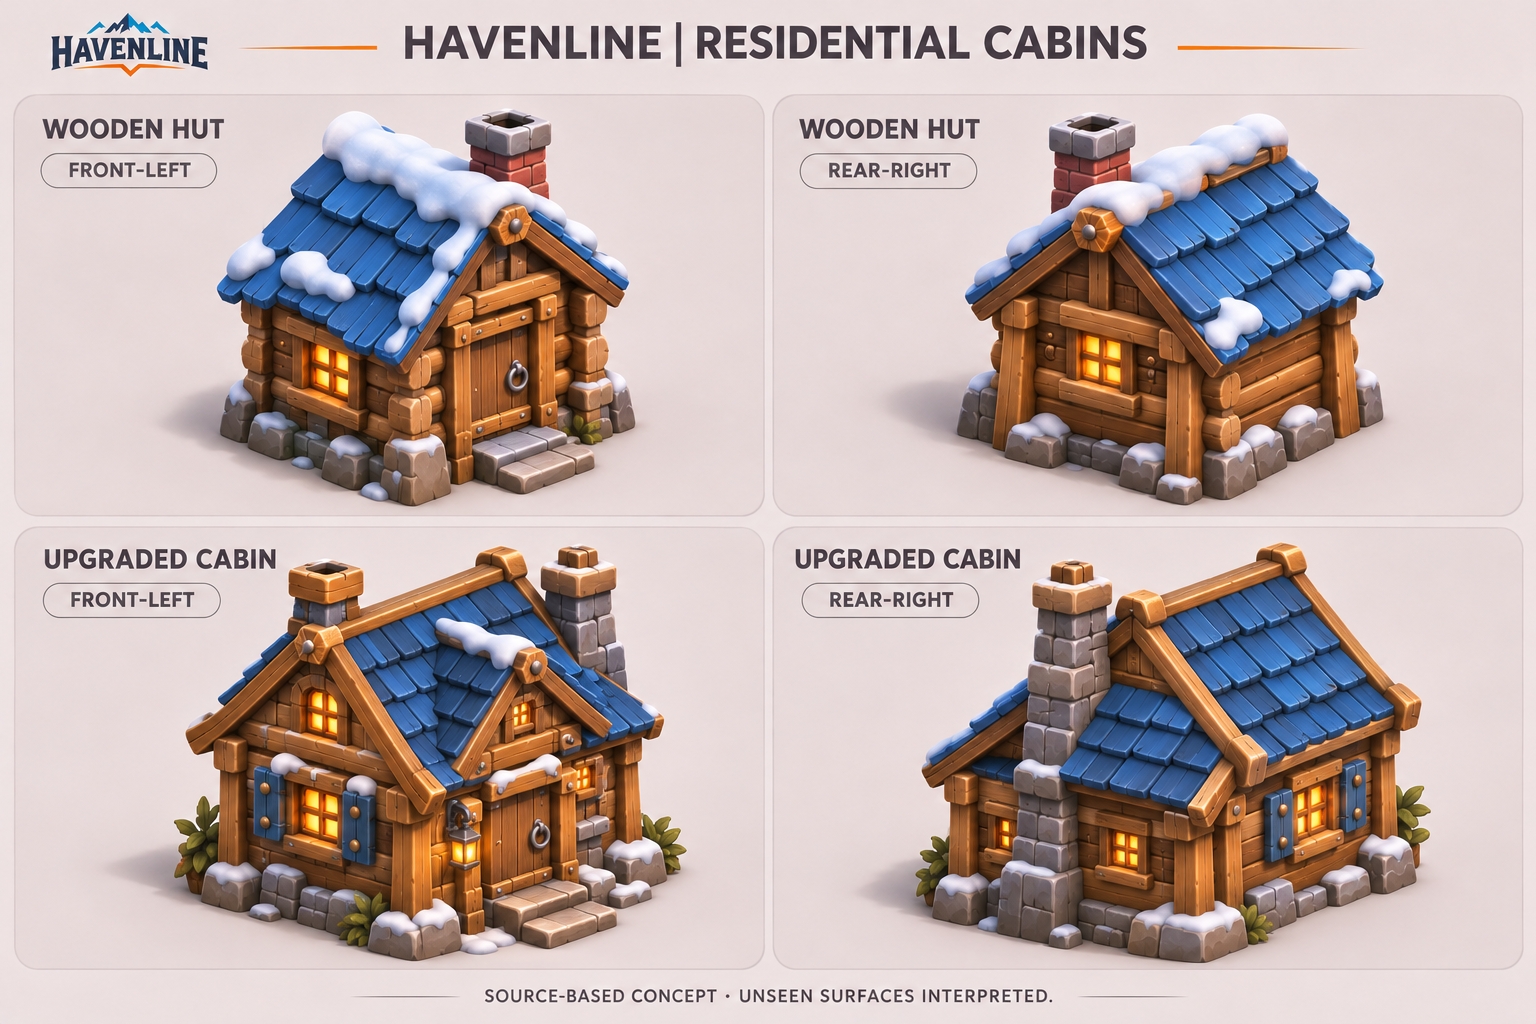 HAVENLINE
HAVENLINE | RESIDENTIAL CABINS
WOODEN HUT
FRONT-LEFT
WOODEN HUT
REAR-RIGHT
UPGRADED CABIN
FRONT-LEFT
UPGRADED CABIN
REAR-RIGHT
SOURCE-BASED CONCEPT · UNSEEN SURFACES INTERPRETED.